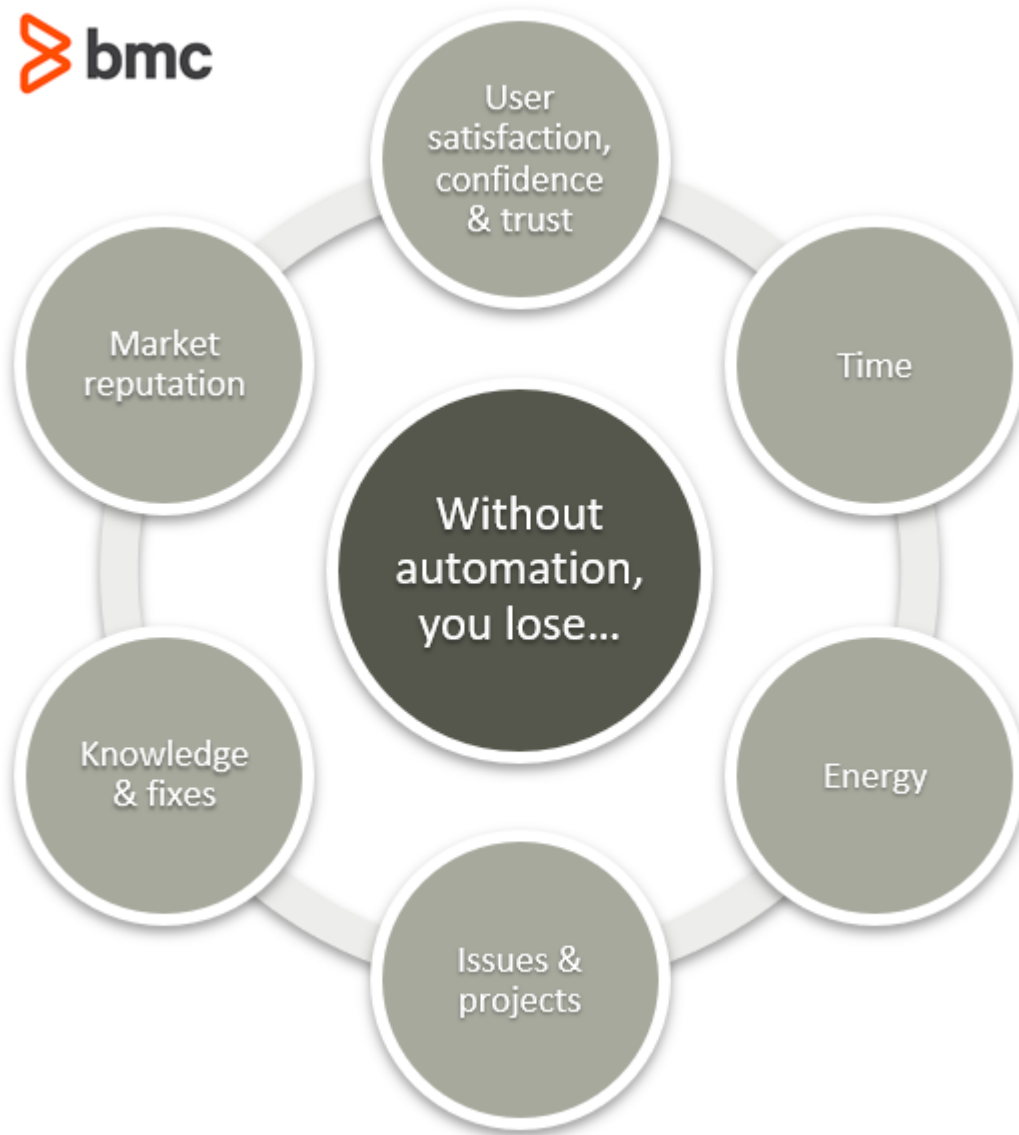 bmc
User
satisfaction,
confidence
& trust
Time
Energy
Issues &
projects
Knowledge
& fixes
Market
reputation
Without
automation,
you lose…